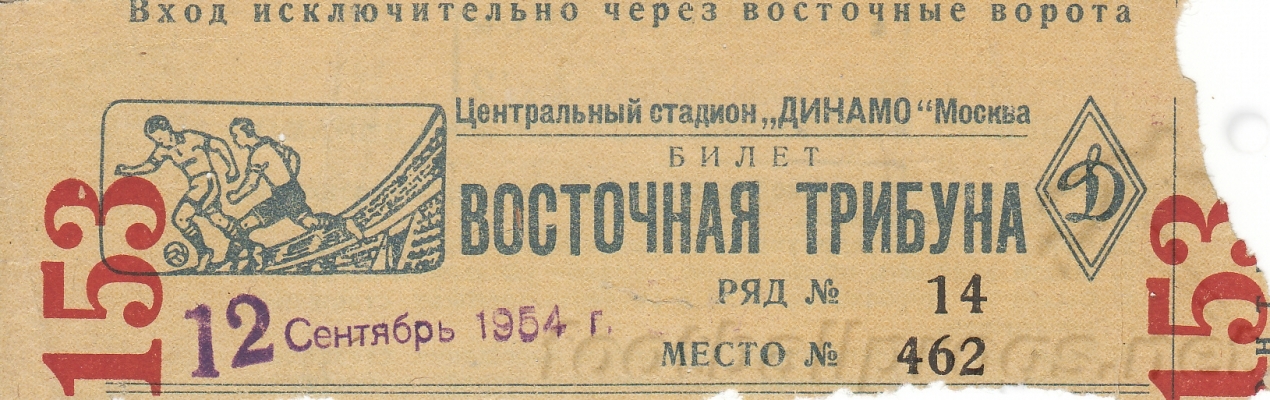 Вход исключительно через восточные ворота
Центральный стадион „ДИНАМО“ Москва
БИЛЕТ
ВОСТОЧНАЯ ТРИБУНА
Д
РЯД № 14
МЕСТО № 462
12 Сентябрь 1954 г.
153
153